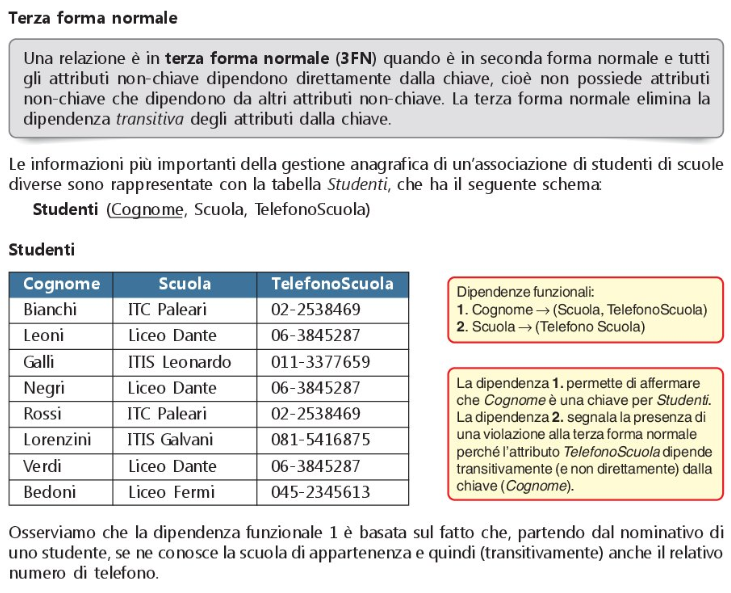 Terza forma normale
Una relazione è in terza forma normale (3FN) quando è in seconda forma normale e tutti
gli attributi non-chiave dipendono direttamente dalla chiave, cioè non possiede attributi
non-chiave che dipendono da altri attributi non-chiave. La terza forma normale elimina la
dipendenza transitiva degli attributi dalla chiave.
Le informazioni più importanti della gestione anagrafica di un'associazione di studenti di scuole
diverse sono rappresentate con la tabella Studenti, che ha il seguente schema:
Studenti (Cognome, Scuola, TelefonoScuola)
Studenti
Cognome Scuola TelefonoScuola
Bianchi ITC Paleari 02-2538469
Leoni Liceo Dante 06-3845287
Galli ITIS Leonardo 011-3377659
Negri Liceo Dante 06-3845287
Rossi ITC Paleari 02-2538469
Lorenzini ITIS Galvani 081-5416875
Verdi Liceo Dante 06-3845287
Bedoni Liceo Fermi 045-2345613
Dipendenze funzionali:
1. Cognome → (Scuola, TelefonoScuola)
2. Scuola → (Telefono Scuola)
La dipendenza 1. permette di affermare
che Cognome è una chiave per Studenti.
La dipendenza 2. segnala la presenza di
una violazione alla terza forma normale
perché l'attributo TelefonoScuola dipende
transitivamente (e non direttamente) dalla
chiave (Cognome).
Osserviamo che la dipendenza funzionale 1 è basata sul fatto che, partendo dal nominativo di
uno studente, se ne conosce la scuola di appartenenza e quindi (transitivamente) anche il relativo
numero di telefono.